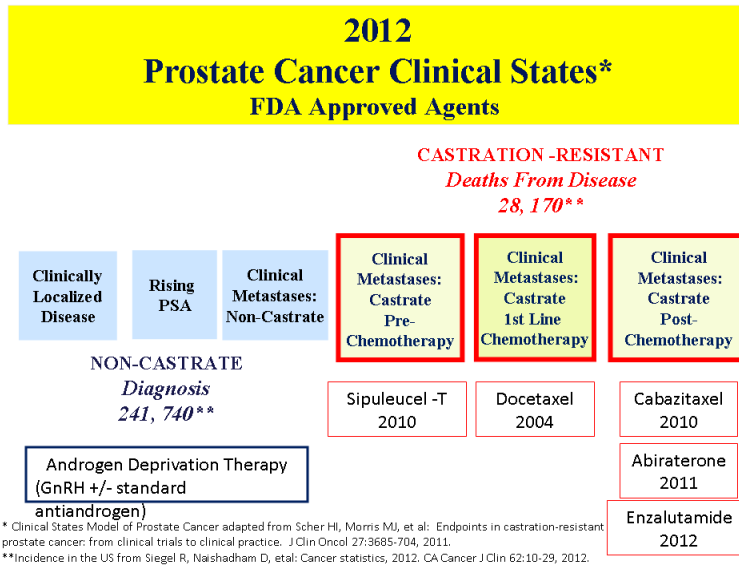 2012
Prostate Cancer Clinical States*
FDA Approved Agents
CASTRATION -RESISTANT
Deaths From Disease
28, 170**
Clinically
Localized
Disease
Rising
PSA
Clinical
Metastases:
Non-Castrate
Clinical
Metastases:
Castrate
Pre-
Chemotherapy
Clinical
Metastases:
Castrate
1st Line
Chemotherapy
Clinical
Metastases:
Castrate
Post-
Chemotherapy
NON-CASTRATE
Diagnosis
241, 740**
Sipuleucel -T
2010
Docetaxel
2004
Cabazitaxel
2010
Abiraterone
2011
Enzalutamide
2012
Androgen Deprivation Therapy
(GnRH +/- standard
antiandrogen)
* Clinical States Model of Prostate Cancer adapted from Scher HI, Morris MJ, et al: Endpoints in castration-resistant
prostate cancer: from clinical trials to clinical practice. J Clin Oncol 27:3685-704, 2011.
**Incidence in the US from Siegel R, Naishadham D, etal: Cancer statistics, 2012. CA Cancer J Clin 62:10-29, 2012.